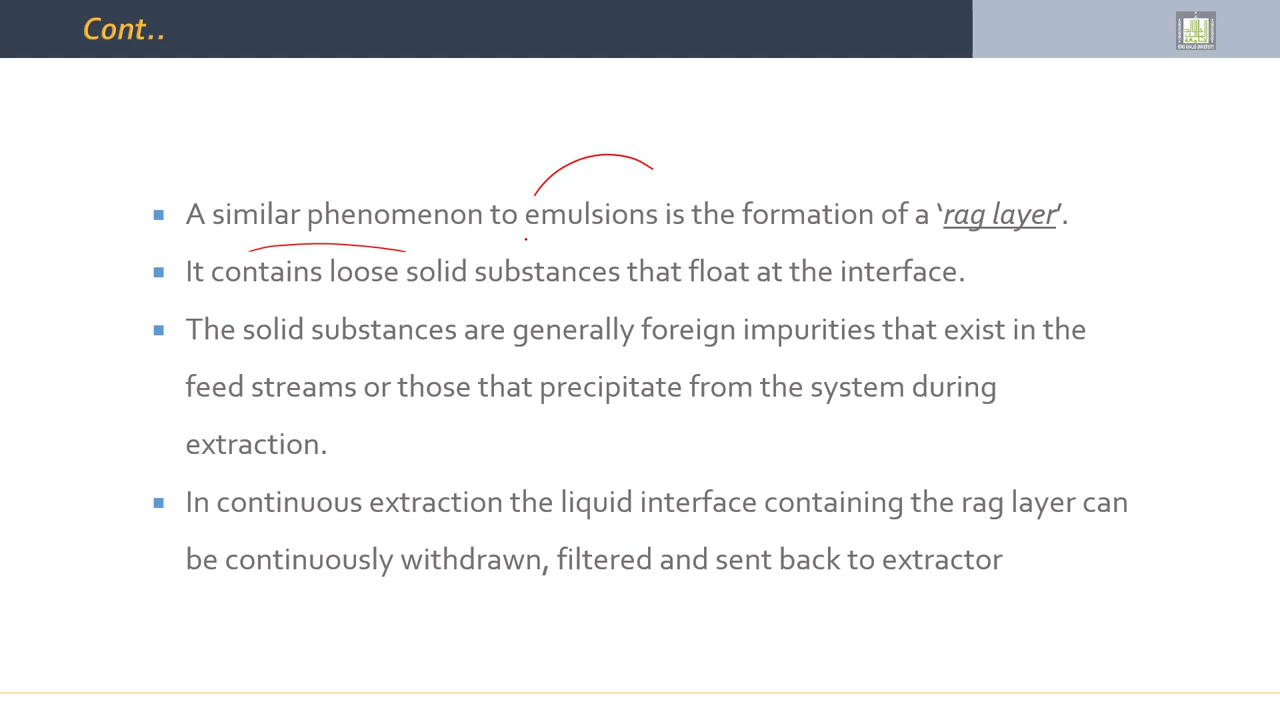 Cont..
KING KHALID UNIVERSITY
▪ A similar phenomenon to emulsions is the formation of a ‘rag layer’.
▪ It contains loose solid substances that float at the interface.
▪ The solid substances are generally foreign impurities that exist in the
feed streams or those that precipitate from the system during
extraction.
▪ In continuous extraction the liquid interface containing the rag layer can
be continuously withdrawn, filtered and sent back to extractor